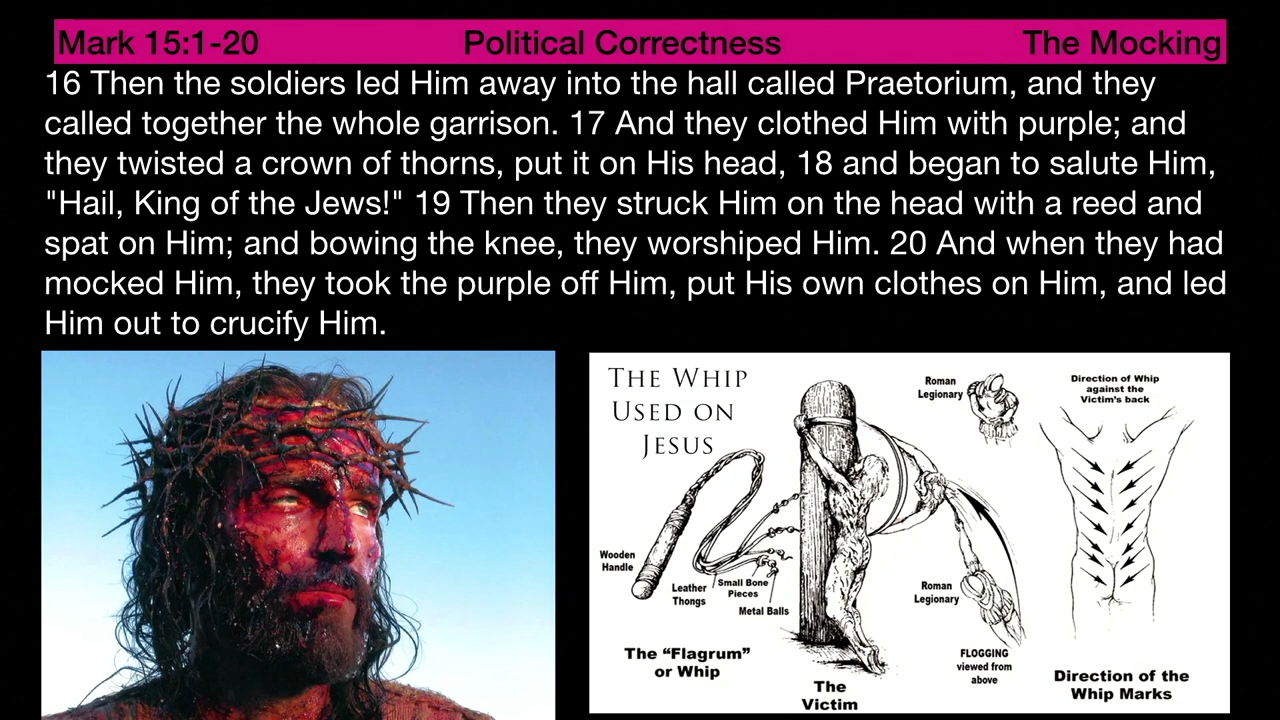 Mark 15:1-20 Political Correctness The Mocking
16 Then the soldiers led Him away into the hall called Praetorium, and they
called together the whole garrison. 17 And they clothed Him with purple; and
they twisted a crown of thorns, put it on His head, 18 and began to salute Him,
"Hail, King of the Jews!" 19 Then they struck Him on the head with a reed and
spat on Him; and bowing the knee, they worshiped Him. 20 And when they had
mocked Him, they took the purple off Him, put His own clothes on Him, and led
Him out to crucify Him.
The Whip
Used on
Jesus
Wooden
Handle
Leather
Thongs
Small Bone
Pieces
Metal Balls
The “Flagrum”
or Whip
The
Victim
Roman
Legionary
Roman
Legionary
FLOGGING
viewed from
above
Direction of Whip
against the
Victim's back
Direction of the
Whip Marks